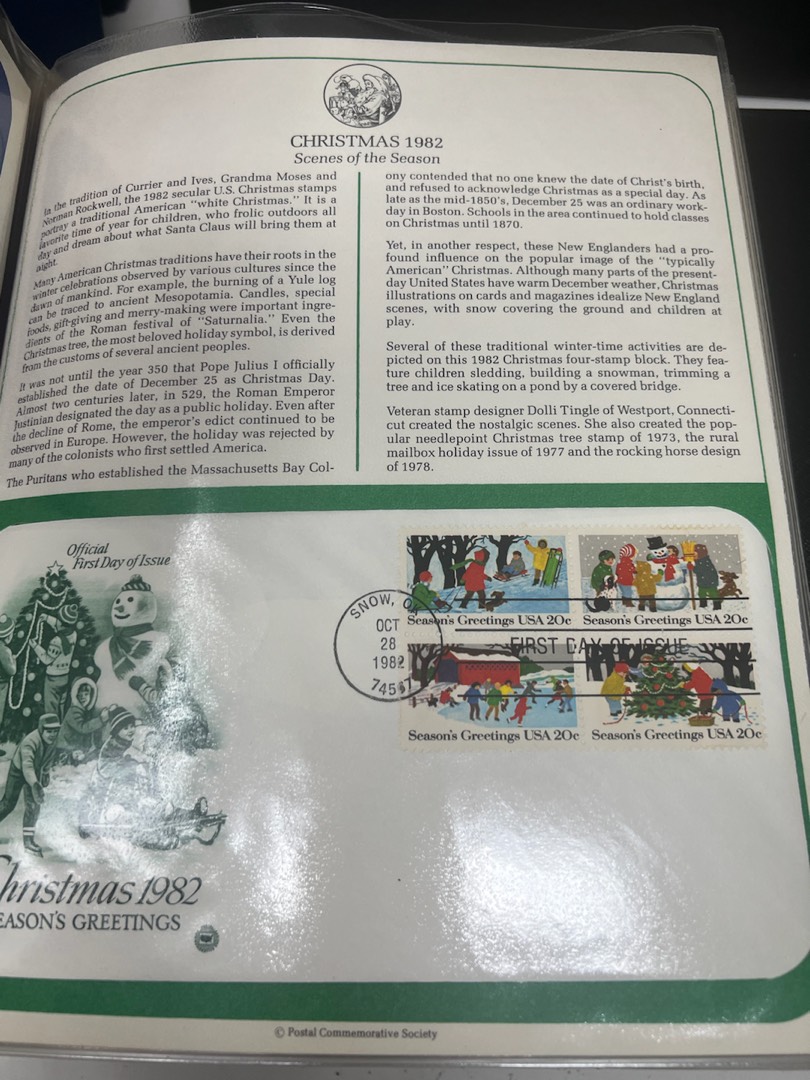 CHRISTMAS 1982
Scenes of the Season
In the tradition of Currier and Ives, Grandma Moses and
Norman Rockwell, the 1982 secular U.S. Christmas stamps
portray a traditional American "white Christmas." It is a
favorite time of year for children, who frolic outdoors all
day and dream about what Santa Claus will bring them at
night.
Many American Christmas traditions have their roots in the
winter celebrations observed by various cultures since the
dawn of mankind. For example, the burning of a Yule log
can be traced to ancient Mesopotamia. Candles, special
foods, gift-giving and merry-making were important ingre-
dients of the Roman festival of "Saturnalia." Even the
Christmas tree, the most beloved holiday symbol, is derived
from the customs of several ancient peoples.
It was not until the year 350 that Pope Julius I officially
established the date of December 25 as Christmas Day.
Almost two centuries later, in 529, the Roman Emperor
Justinian designated the day as a public holiday. Even after
the decline of Rome, the emperor's edict continued to be
observed in Europe. However, the holiday was rejected by
many of the colonists who first settled America.
The Puritans who established the Massachusetts Bay Col-
ony contended that no one knew the date of Christ's birth,
and refused to acknowledge Christmas as a special day. As
late as the mid-1850's, December 25 was an ordinary work-
day in Boston. Schools in the area continued to hold classes
on Christmas until 1870.
Yet, in another respect, these New Englanders had a pro-
found influence on the popular image of the "typically
American" Christmas. Although many parts of the present-
day United States have warm December weather, Christmas
illustrations on cards and magazines idealize New England
scenes, with snow covering the ground and children at
play.
Several of these traditional winter-time activities are de-
picted on this 1982 Christmas four-stamp block. They fea-
ture children sledding, building a snowman, trimming a
tree and ice skating on a pond by a covered bridge.
Veteran stamp designer Dolli Tingle of Westport, Connecti-
cut created the nostalgic scenes. She also created the pop-
ular needlepoint Christmas tree stamp of 1973, the rural
mailbox holiday issue of 1977 and the rocking horse design
of 1978.
Official
First Day of Issue
SNOW, OK
OCT
28
1982
74567
Season's Greetings USA 20c
Season's Greetings USA 20c
FIRST DAY OF ISSUE
Season's Greetings USA 20c
Season's Greetings USA 20c
Christmas 1982
SEASON'S GREETINGS
© Postal Commemorative Society